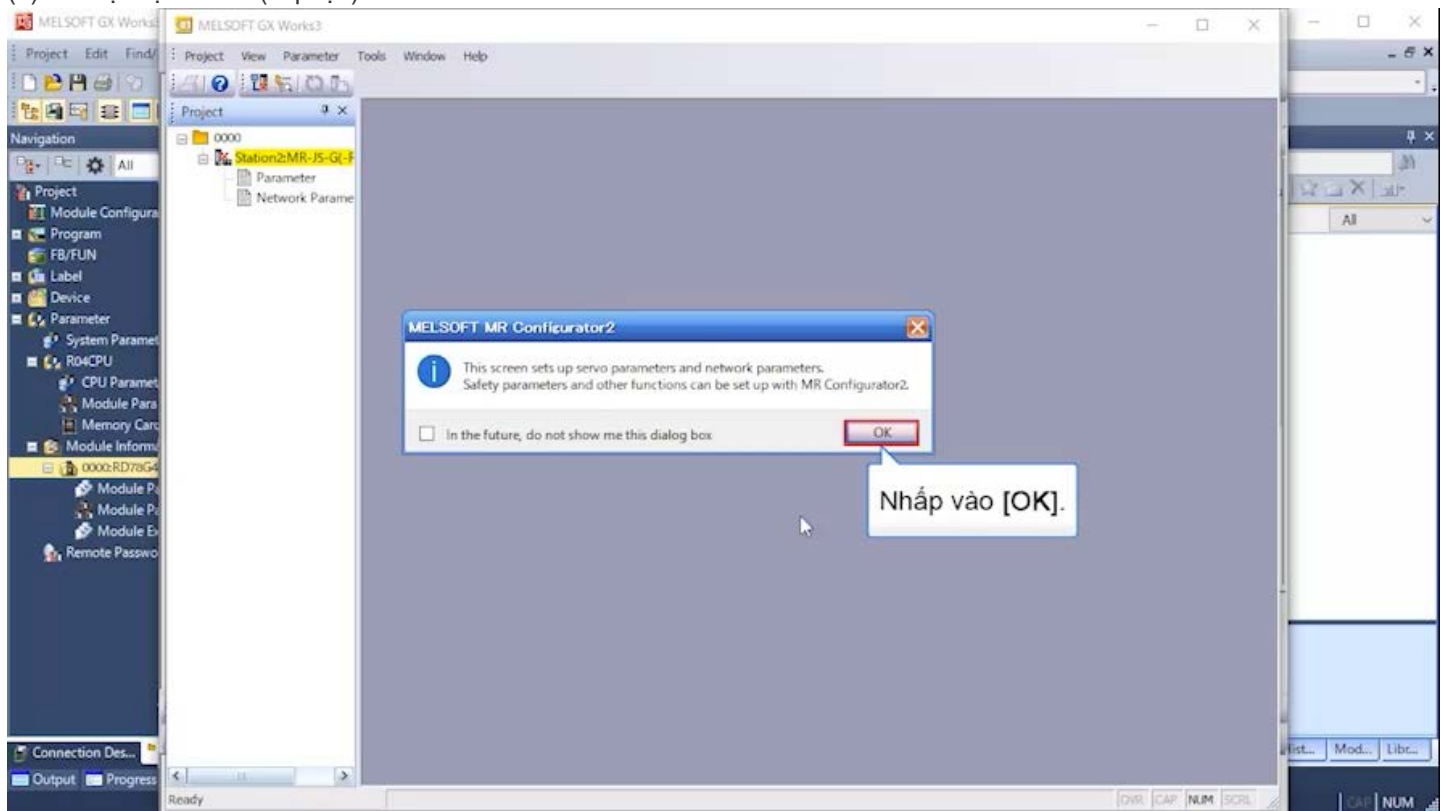 MELSOFT GX Works
Project Edit Find/
Navigation
All
Project
Module Configura
Program
FB/FUN
Label
Device
Parameter
System Paramet
R04CPU
CPU Paramet
Module Para
Memory Card
Module Informa
0000:RD78G4
Module Pa
Module Pa
Module Ex
Remote Passwo
Connection Des...
Output Progress
MELSOFT GX Works3
Project View Parameter Tools Window Help
Project
0000
Station2:MR-J5-G(-R
Parameter
Network Parame
MELSOFT MR Configurator2
This screen sets up servo parameters and network parameters.
Safety parameters and other functions can be set up with MR Configurator2.
In the future, do not show me this dialog box
OK
Nhấp vào [OK].
Ready
OVR CAP NUM SCRL
All
Mod... Libr...
CAP NUM